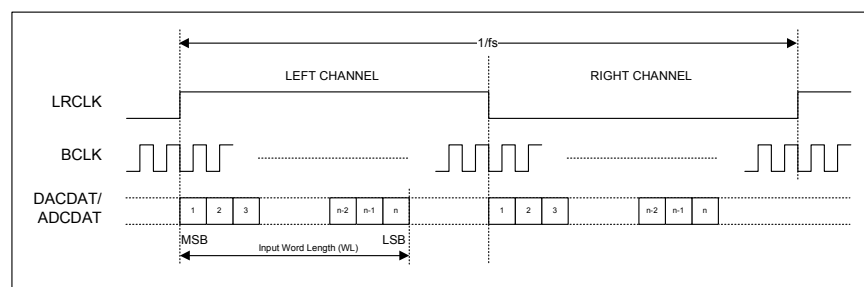 1/fs
LEFT CHANNEL
RIGHT CHANNEL
LRCLK
BCLK
DACDAT/
ADCDAT
1 2 3 n-2 n-1 n 1 2 3 n-2 n-1 n
MSB LSB
Input Word Length (WL)